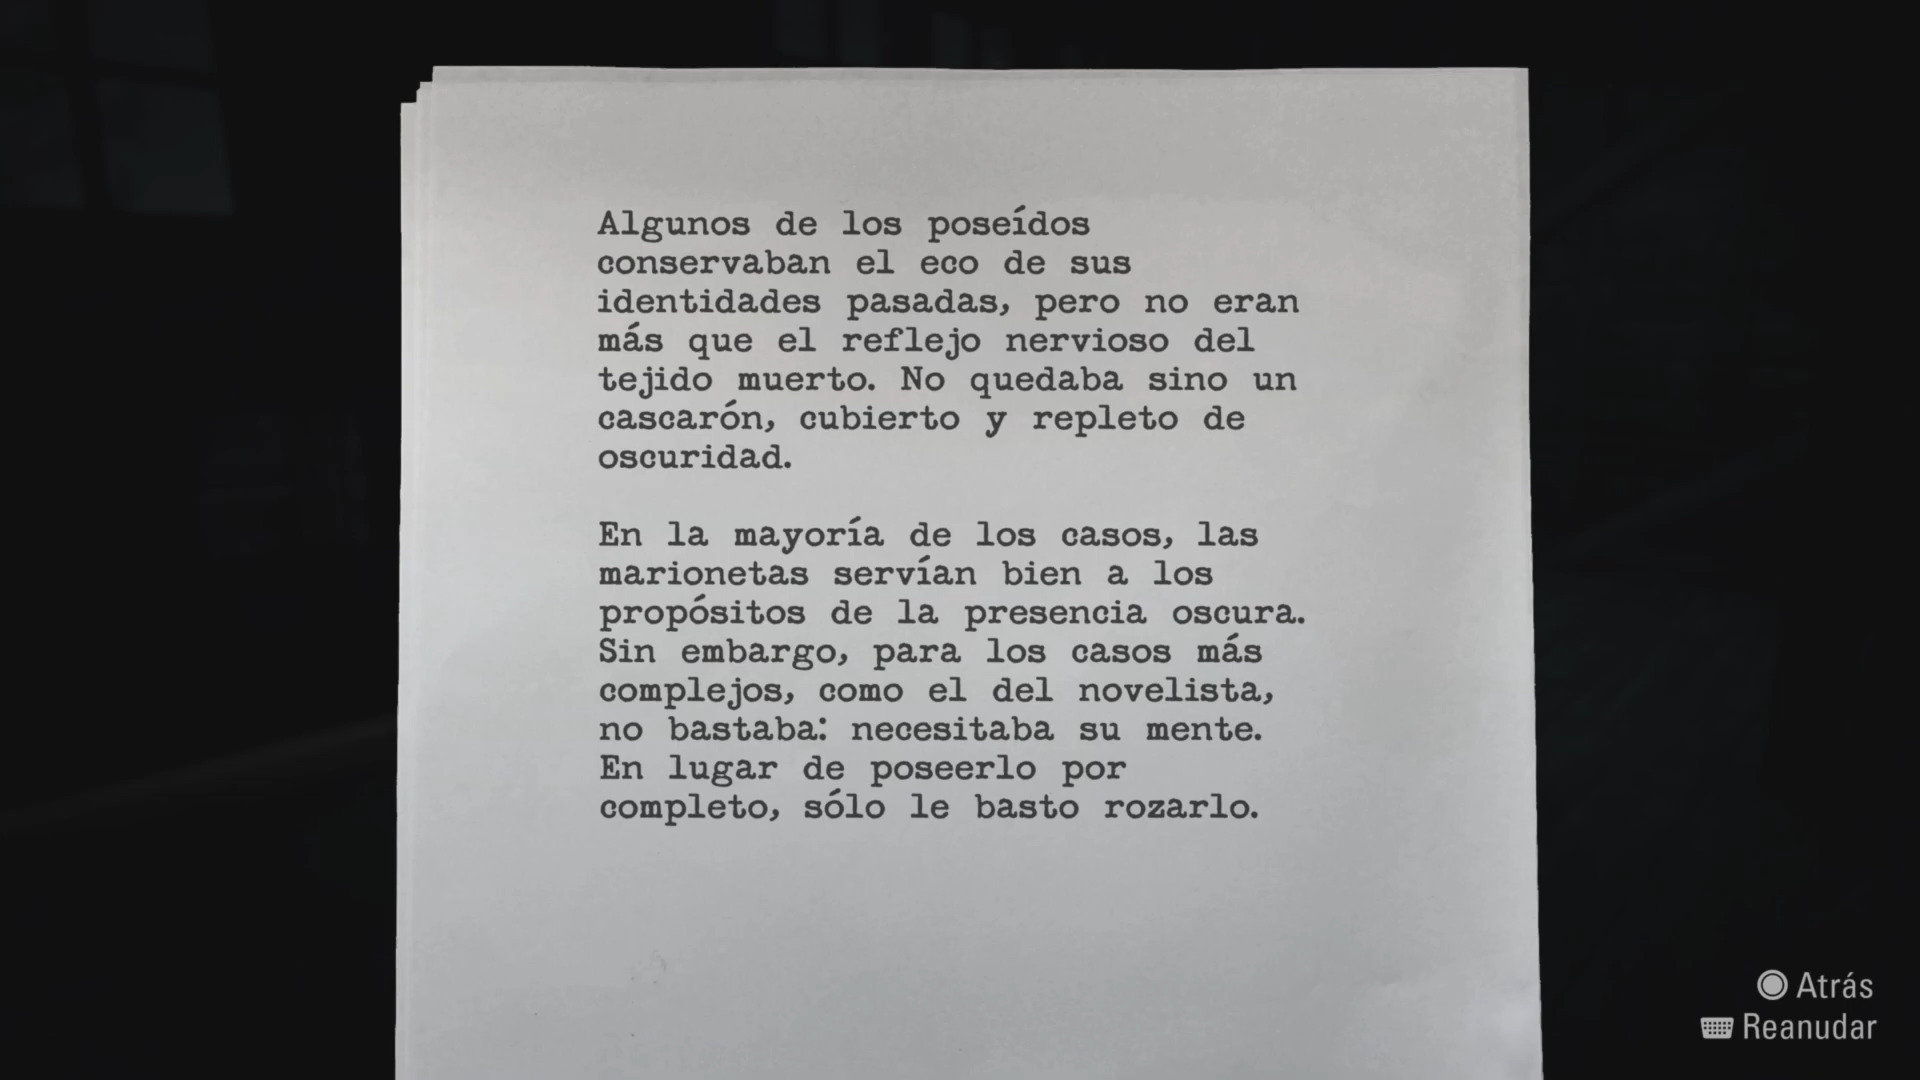 Algunos de los poseídos
conservaban el eco de sus
identidades pasadas, pero no eran
más que el reflejo nervioso del
tejido muerto. No quedaba sino un
cascarón, cubierto y repleto de
oscuridad.
En la mayoría de los casos, las
marionetas servían bien a los
propósitos de la presencia oscura.
Sin embargo, para los casos más
complejos, como el del novelista,
no bastaba: necesitaba su mente.
En lugar de poseerlo por
completo, sólo le basto rozarlo.
Atrás
Reanudar